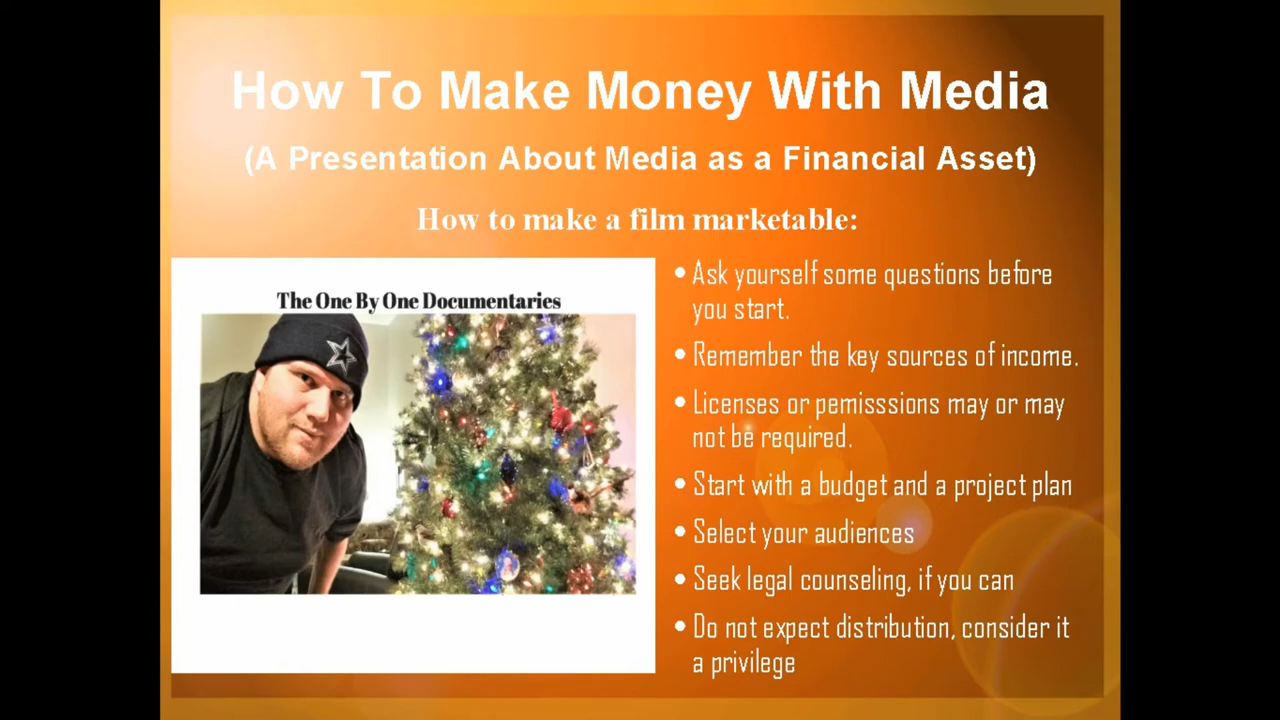 How To Make Money With Media
(A Presentation About Media as a Financial Asset)
How to make a film marketable:
The One By One Documentaries
• Ask yourself some questions before
you start.
• Remember the key sources of income.
• Licenses or pemisssions may or may
not be required.
• Start with a budget and a project plan
• Select your audiences
• Seek legal counseling, if you can
• Do not expect distribution, consider it
a privilege